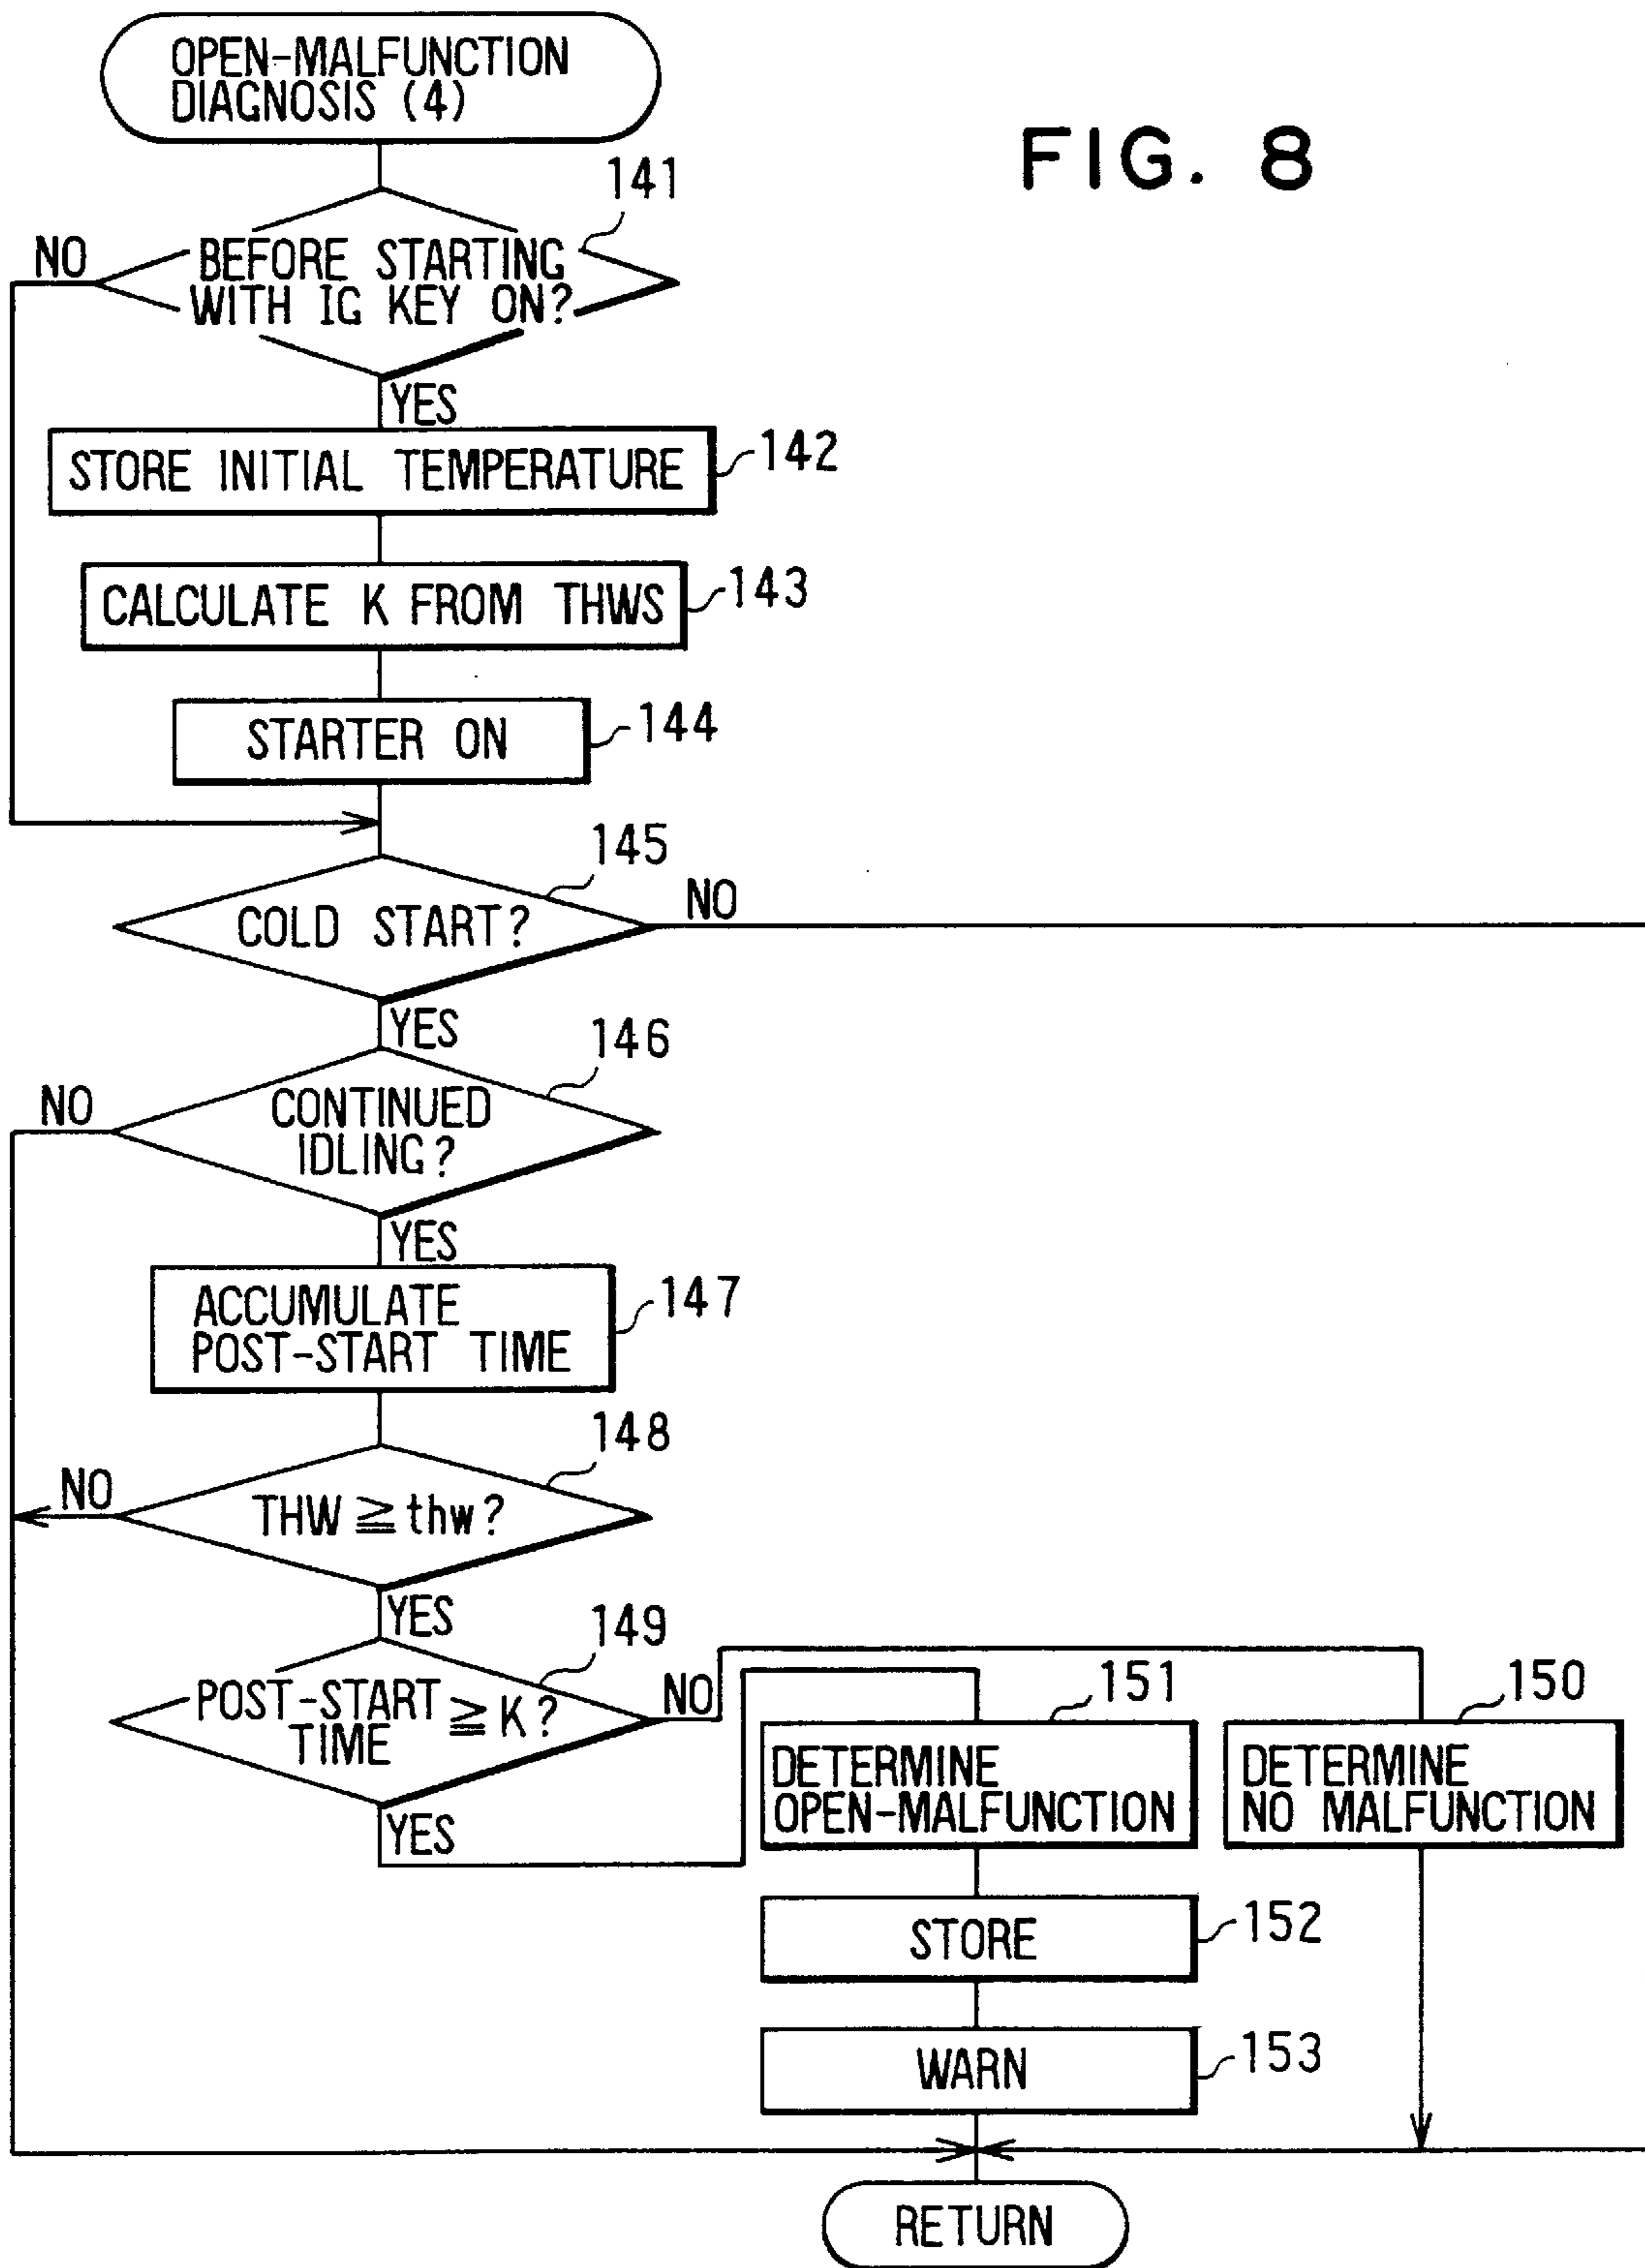 OPEN-MALFUNCTION
DIAGNOSIS (4)
FIG. 8
141
NO
BEFORE STARTING
WITH IG KEY ON?
YES
STORE INITIAL TEMPERATURE
142
CALCULATE K FROM THWS
143
STARTER ON
144
145
COLD START?
NO
YES
146
NO
CONTINUED
IDLING?
YES
ACCUMULATE
POST-START TIME
147
148
NO
THW ≧ thw?
YES
149
POST-START
TIME
≧ K?
NO
YES
151
DETERMINE
OPEN-MALFUNCTION
150
DETERMINE
NO MALFUNCTION
STORE
152
WARN
153
RETURN